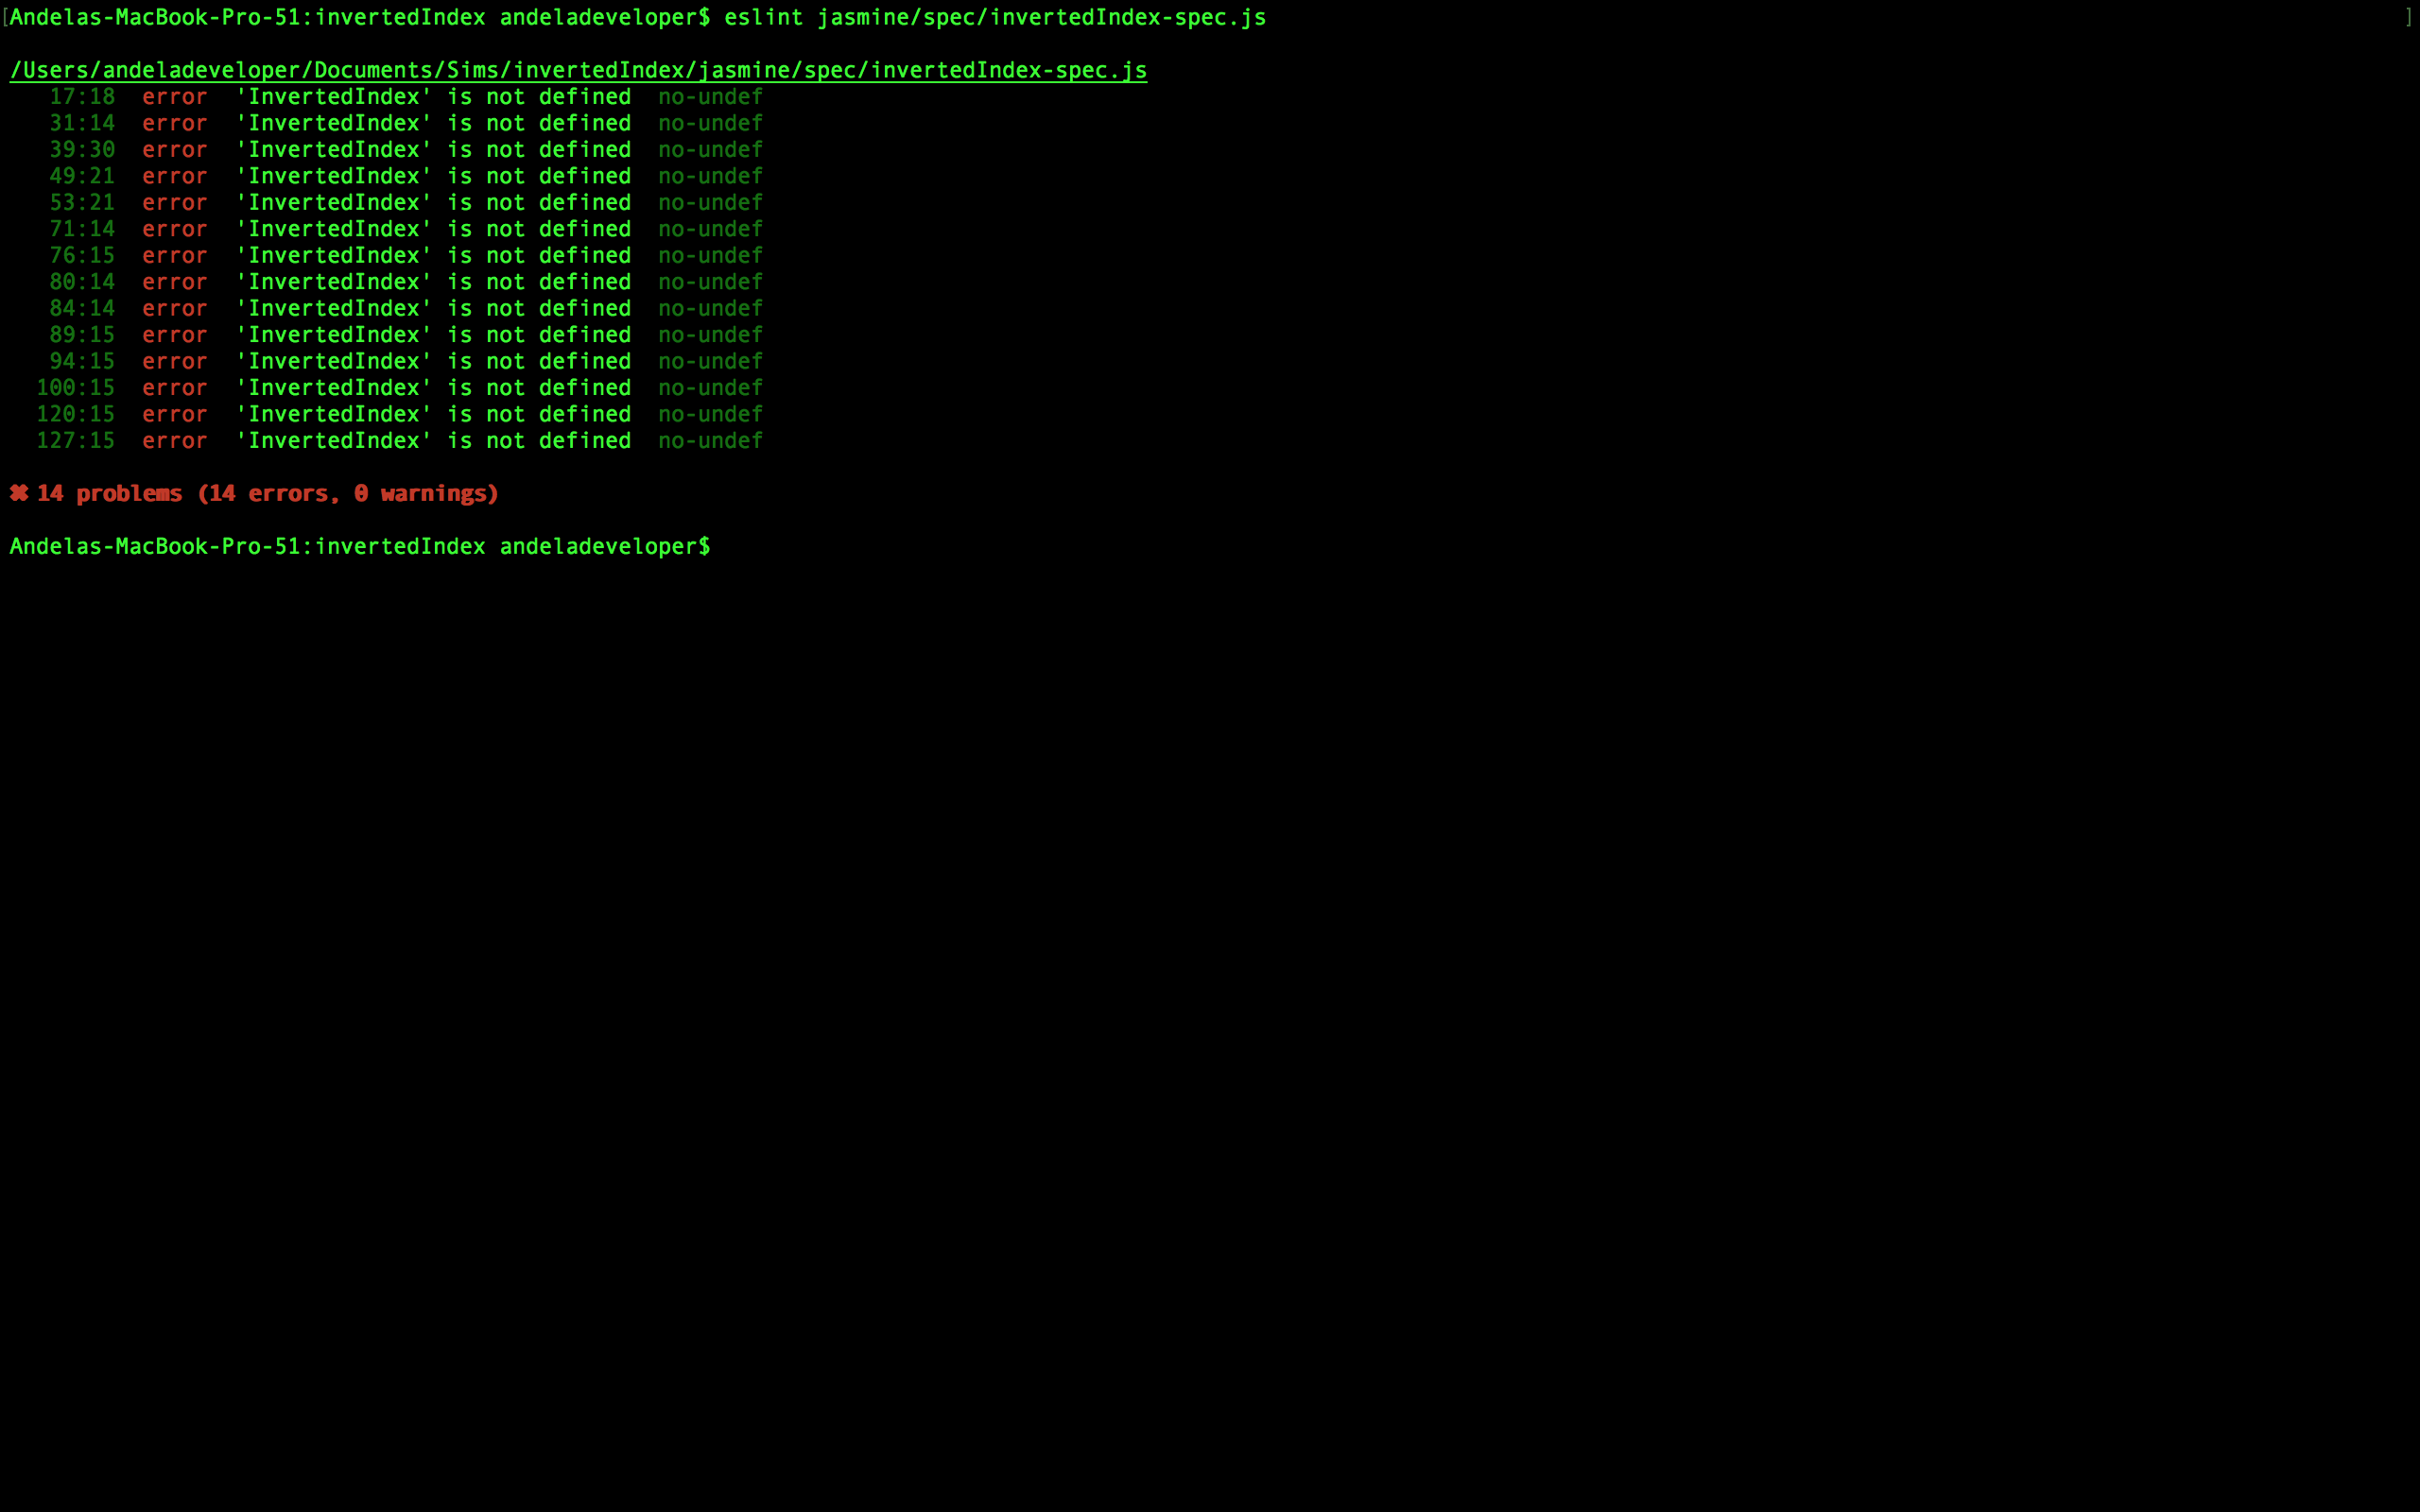 [Andelas-MacBook-Pro-51:invertedIndex andeladeveloper$ eslint jasmine/spec/invertedIndex-spec.js ]
/Users/andeladeveloper/Documents/Sims/invertedIndex/jasmine/spec/invertedIndex-spec.js
17:18 error 'InvertedIndex' is not defined no-undef
31:14 error 'InvertedIndex' is not defined no-undef
39:30 error 'InvertedIndex' is not defined no-undef
49:21 error 'InvertedIndex' is not defined no-undef
53:21 error 'InvertedIndex' is not defined no-undef
71:14 error 'InvertedIndex' is not defined no-undef
76:15 error 'InvertedIndex' is not defined no-undef
80:14 error 'InvertedIndex' is not defined no-undef
84:14 error 'InvertedIndex' is not defined no-undef
89:15 error 'InvertedIndex' is not defined no-undef
94:15 error 'InvertedIndex' is not defined no-undef
100:15 error 'InvertedIndex' is not defined no-undef
120:15 error 'InvertedIndex' is not defined no-undef
127:15 error 'InvertedIndex' is not defined no-undef
✖ 14 problems (14 errors, 0 warnings)
Andelas-MacBook-Pro-51:invertedIndex andeladeveloper$